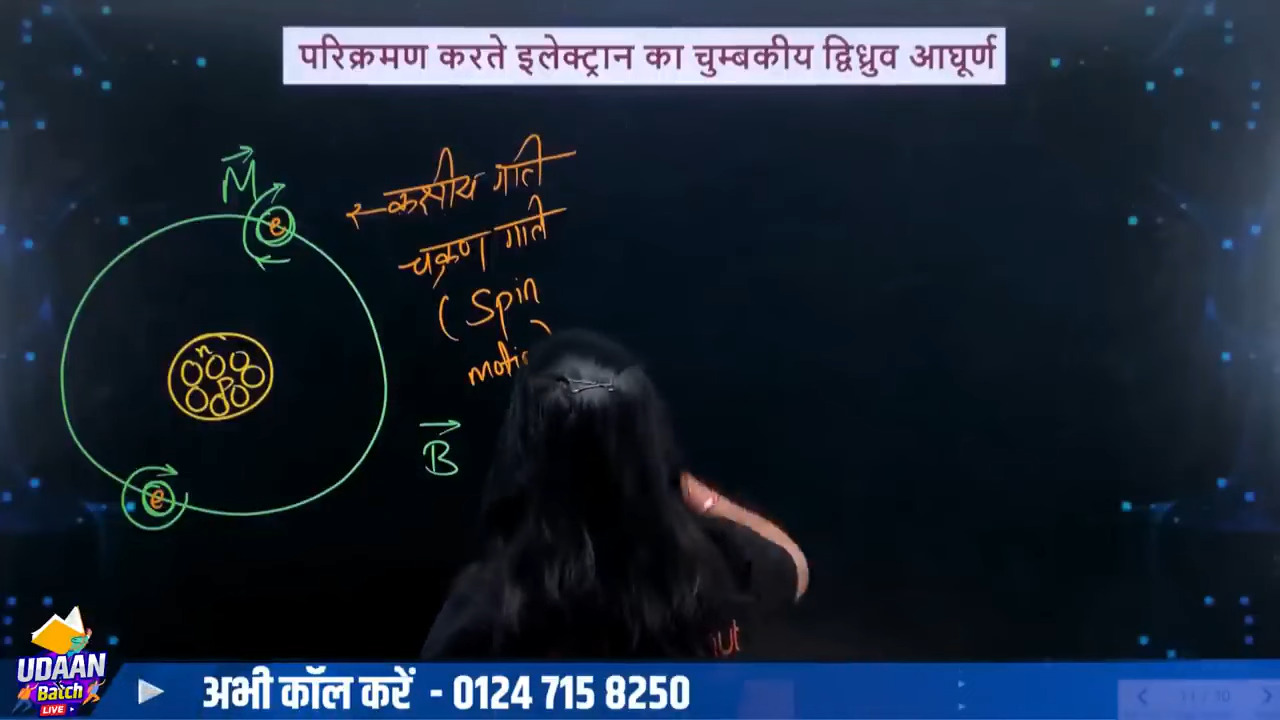 परिक्रमण करते इलेक्ट्रान का चुम्बकीय द्विध्रुव आघूर्ण
M
e
कक्षीय गति
चक्रण गति
(Spin
n
p
B
e
UDAAN
Batch
LIVE
अभी कॉल करें - 0124 715 8250